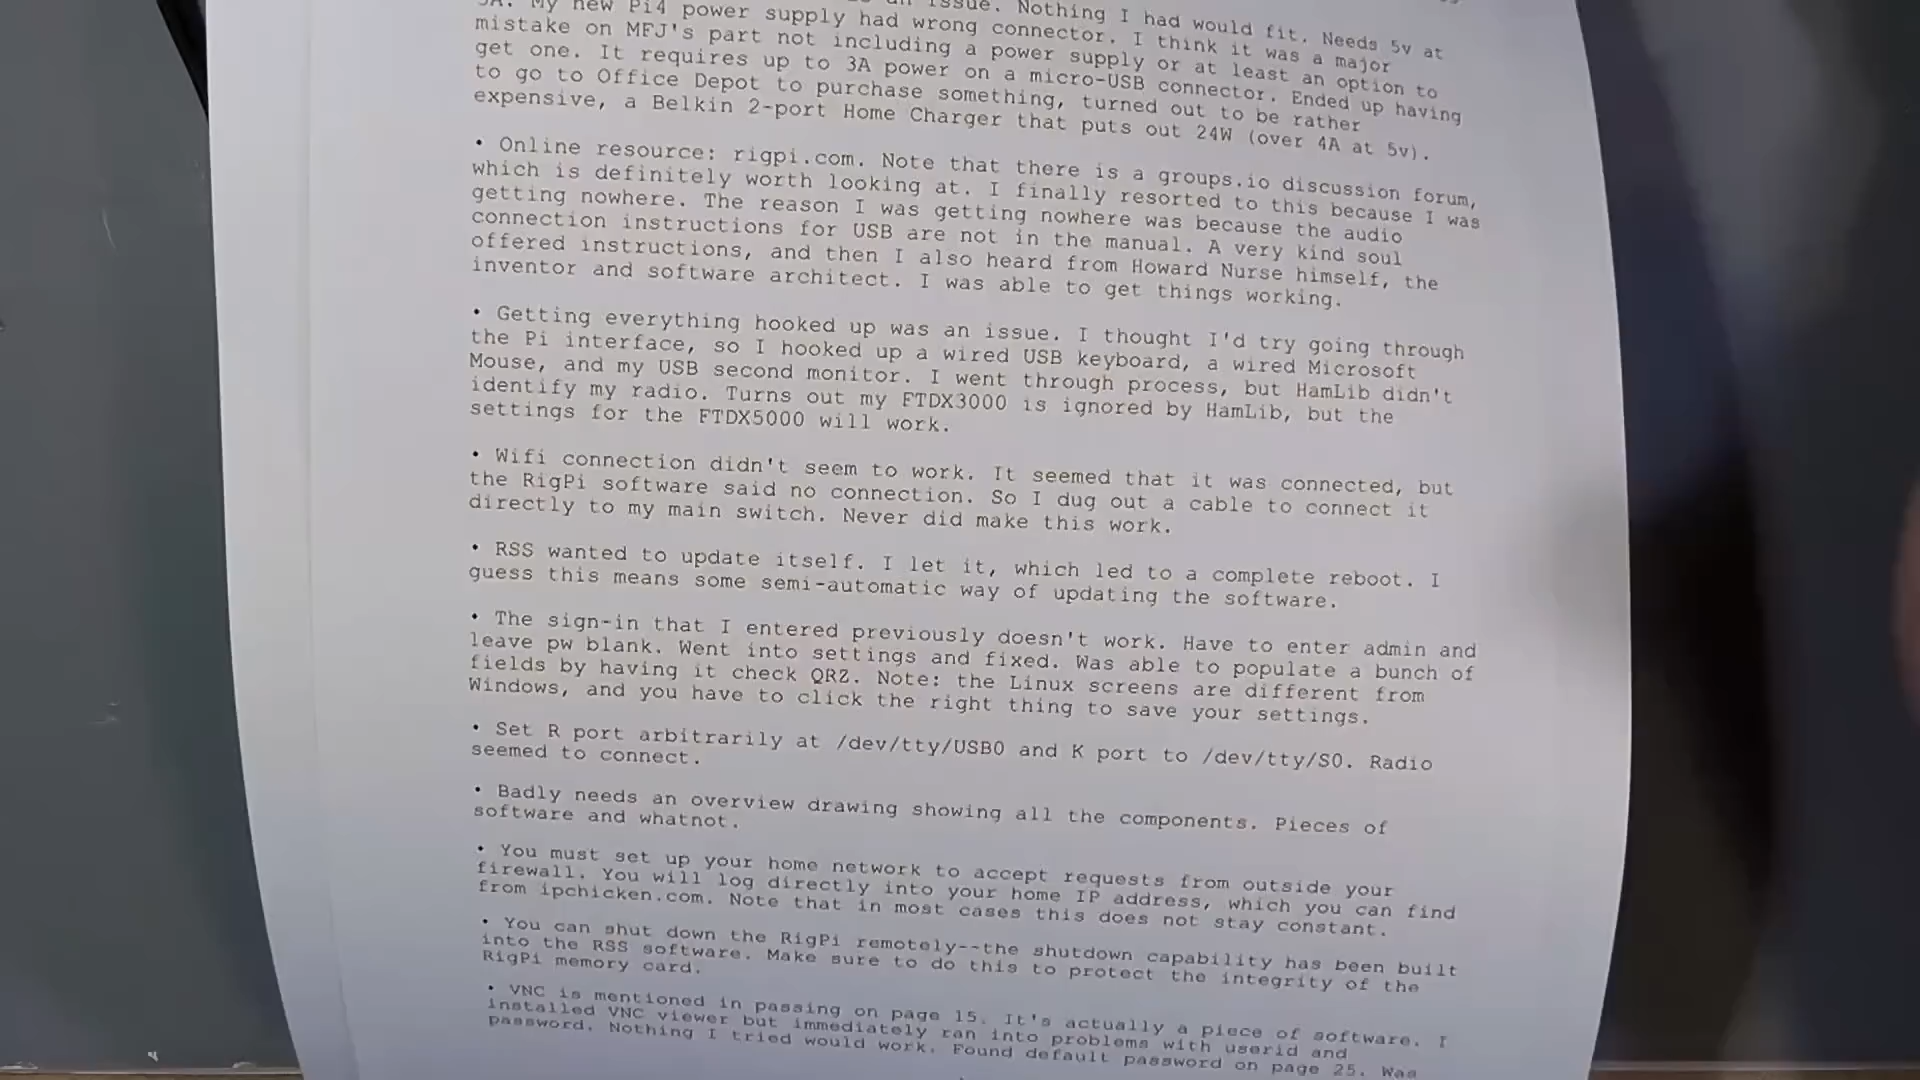 3A. My new Pi4 power supply had wrong connector. I think it was a major
issue. Nothing I had would fit. Needs 5v at
mistake on MFJ's part not including a power supply or at least an option to
get one. It requires up to 3A power on a micro-USB connector. Ended up having
to go to Office Depot to purchase something, turned out to be rather
expensive, a Belkin 2-port Home Charger that puts out 24W (over 4A at 5v).
• Online resource: rigpi.com. Note that there is a groups.io discussion forum,
which is definitely worth looking at. I finally resorted to this because I was
getting nowhere. The reason I was getting nowhere was because the audio
connection instructions for USB are not in the manual. A very kind soul
offered instructions, and then I also heard from Howard Nurse himself, the
inventor and software architect. I was able to get things working.
• Getting everything hooked up was an issue. I thought I'd try going through
the Pi interface, so I hooked up a wired USB keyboard, a wired Microsoft
Mouse, and my USB second monitor. I went through process, but HamLib didn't
identify my radio. Turns out my FTDX3000 is ignored by HamLib, but the
settings for the FTDX5000 will work.
• Wifi connection didn't seem to work. It seemed that it was connected, but
the RigPi software said no connection. So I dug out a cable to connect it
directly to my main switch. Never did make this work.
• RSS wanted to update itself. I let it, which led to a complete reboot. I
guess this means some semi-automatic way of updating the software.
• The sign-in that I entered previously doesn't work. Have to enter admin and
leave pw blank. Went into settings and fixed. Was able to populate a bunch of
fields by having it check QRZ. Note: the Linux screens are different from
Windows, and you have to click the right thing to save your settings.
• Set R port arbitrarily at /dev/tty/USB0 and K port to /dev/tty/S0. Radio
seemed to connect.
• Badly needs an overview drawing showing all the components. Pieces of
software and whatnot.
• You must set up your home network to accept requests from outside your
firewall. You will log directly into your home IP address, which you can find
from ipchicken.com. Note that in most cases this does not stay constant.
• You can shut down the RigPi remotely--the shutdown capability has been built
into the RSS software. Make sure to do this to protect the integrity of the
RigPi memory card.
• VNC is mentioned in passing on page 15. It's actually a piece of software. I
installed VNC viewer but immediately ran into problems with userid and
password. Nothing I tried would work. Found default password on page 25. Was